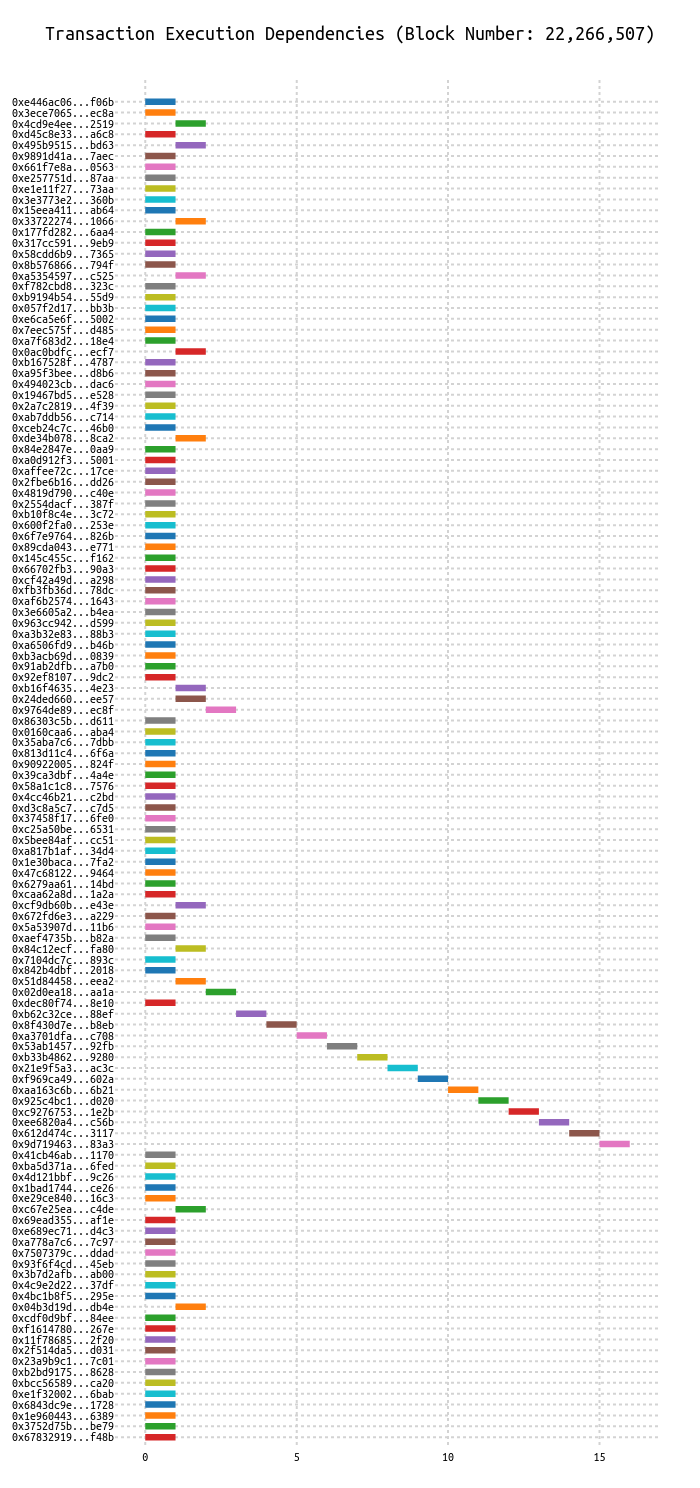 Transaction Execution Dependencies (Block Number: 22,266,507)
0xe446ac06...f06b
0x3ece7065...ec8a
0x4cd9e4ee...2519
0xd45c8e33...a6c8
0x495b9515...bd63
0x9891d41a...7aec
0x661f7e8a...0563
0xe257751d...87aa
0xe1e11f27...73aa
0x3e3773e2...360b
0x15eea411...ab64
0x33722274...1066
0x177fd282...6aa4
0x317cc591...9eb9
0x58cdd6b9...7365
0x8b576866...794f
0xa5354597...c525
0xf782cbd8...323c
0xb9194b54...55d9
0x057f2d17...bb3b
0xe6ca5e6f...5002
0x7eec575f...d485
0xa7f683d2...18e4
0x0ac0bdfc...ecf7
0xb167528f...4787
0xa95f3bee...d8b6
0x494023cb...dac6
0x19467bd5...e528
0x2a7c2819...4f39
0xab7ddb56...c714
0xceb24c7c...46b0
0xde34b078...8ca2
0x84e2847e...0aa9
0xa0d912f3...5001
0xaffee72c...17ce
0x2fbe6b16...dd26
0x4819d790...c40e
0x2554dacf...387f
0xb10f8c4e...3c72
0x600f2fa0...253e
0x6f7e9764...826b
0x89cda043...e771
0x145c455c...f162
0x66702fb3...90a3
0xcf42a49d...a298
0xfb3fb36d...78dc
0xaf6b2574...1643
0x3e6605a2...b4ea
0x963cc942...d599
0xa3b32e83...88b3
0xa6506fd9...b46b
0xb3acb69d...0839
0x91ab2dfb...a7b0
0x92ef8107...9dc2
0xb16f4635...4e23
0x24ded660...ee57
0x9764de89...ec8f
0x86303c5b...d611
0x0160caa6...aba4
0x35aba7c6...7dbb
0x813d11c4...6f6a
0x90922005...824f
0x39ca3dbf...4a4e
0x58a1c1c8...7576
0x4cc46b21...c2bd
0xd3c8a5c7...c7d5
0x37458f17...6fe0
0xc25a50be...6531
0x5bee84af...cc51
0xa817b1af...34d4
0x1e30baca...7fa2
0x47c68122...9464
0x6279aa61...14bd
0xcaa62a8d...1a2a
0xcf9db60b...e43e
0x672fd6e3...a229
0x5a53907d...11b6
0xaef4735b...b82a
0x84c12ecf...fa80
0x7104dc7c...893c
0x842b4dbf...2018
0x51d84458...eea2
0x02d0ea18...aa1a
0xdec80f74...8e10
0xb62c32ce...88ef
0x8f430d7e...b8eb
0xa3701dfa...c708
0x53ab1457...92fb
0xb33b4862...9280
0x21e9f5a3...ac3c
0xf969ca49...602a
0xaa163c6b...6b21
0x925c4bc1...d020
0xc9276753...1e2b
0xee6820a4...c56b
0x612d474c...3117
0x9d719463...83a3
0x41cb46ab...1170
0xba5d371a...6fed
0x4d121bbf...9c26
0x1bad1744...ce26
0xe29ce840...16c3
0xc67e25ea...c4de
0x69ead355...af1e
0xe689ec71...d4c3
0xa778a7c6...7c97
0x7507379c...ddad
0x93f6f4cd...45eb
0x3b7d2afb...ab00
0x4c9e2d22...37df
0x4bc1b8f5...295e
0x04b3d19d...db4e
0xcdf0d9bf...84ee
0xf1614780...267e
0x11f78685...2f20
0x2f514da5...d031
0x23a9b9c1...7c01
0xb2bd9175...8628
0xbcc56589...ca20
0xe1f32002...6bab
0x6843dc9e...1728
0x1e960443...6389
0x3752d75b...be79
0x67832919...f48b
0 5 10 15